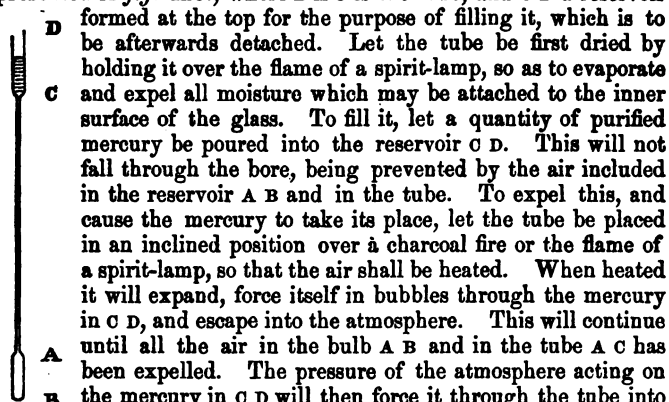 formed at the top for the purpose of filling it, which is to
D
be afterwards detached. Let the tube be first dried by
holding it over the flame of a spirit-lamp, so as to evaporate
C and expel all moisture which may be attached to the inner
surface of the glass. To fill it, let a quantity of purified
mercury be poured into the reservoir C D. This will not
fall through the bore, being prevented by the air included
in the reservoir A B and in the tube. To expel this, and
cause the mercury to take its place, let the tube be placed
in an inclined position over à charcoal fire or the flame of
a spirit-lamp, so that the air shall be heated. When heated
it will expand, force itself in bubbles through the mercury
in C D, and escape into the atmosphere. This will continue
A until all the air in the bulb A B and in the tube A C has
been expelled. The pressure of the atmosphere acting on
B the mercury in C D will then force it through the tube into